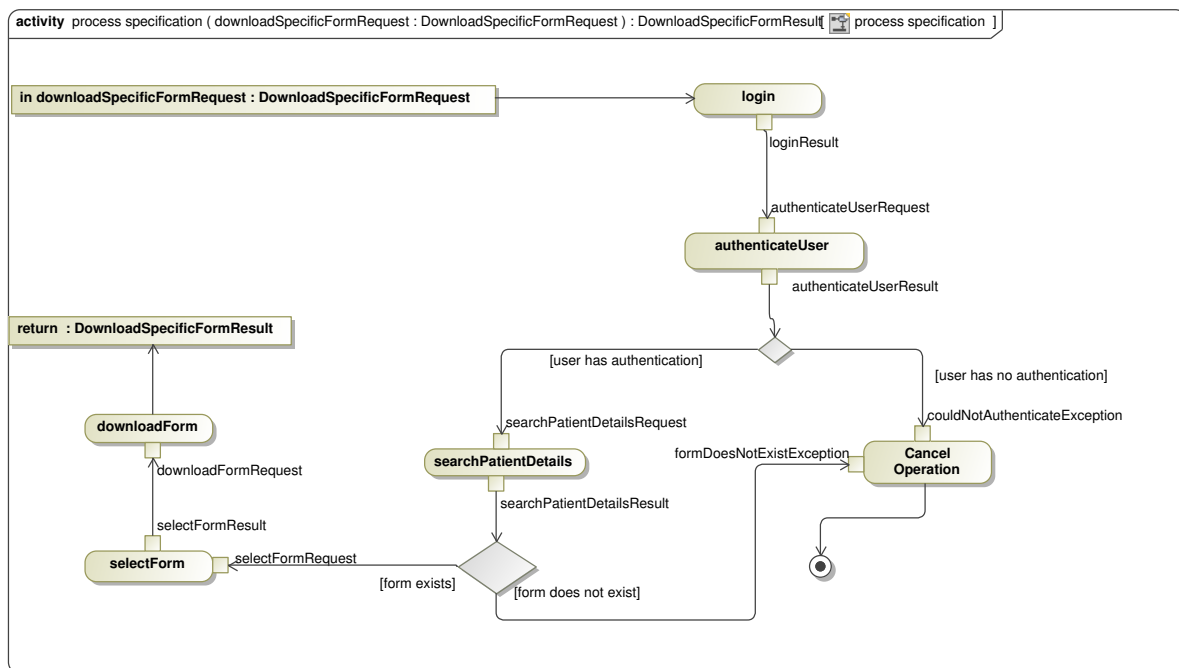 activity process specification ( downloadSpecificFormRequest : DownloadSpecificFormRequest ) : DownloadSpecificFormResult[ process specification ]
in downloadSpecificFormRequest : DownloadSpecificFormRequest
login
loginResult
authenticateUserRequest
authenticateUser
authenticateUserResult
return : DownloadSpecificFormResult
[user has authentication]
[user has no authentication]
downloadForm
searchPatientDetailsRequest
couldNotAuthenticateException
downloadFormRequest
searchPatientDetails
formDoesNotExistException
Cancel
Operation
searchPatientDetailsResult
selectFormResult
selectForm
selectFormRequest
[form exists]
[form does not exist]